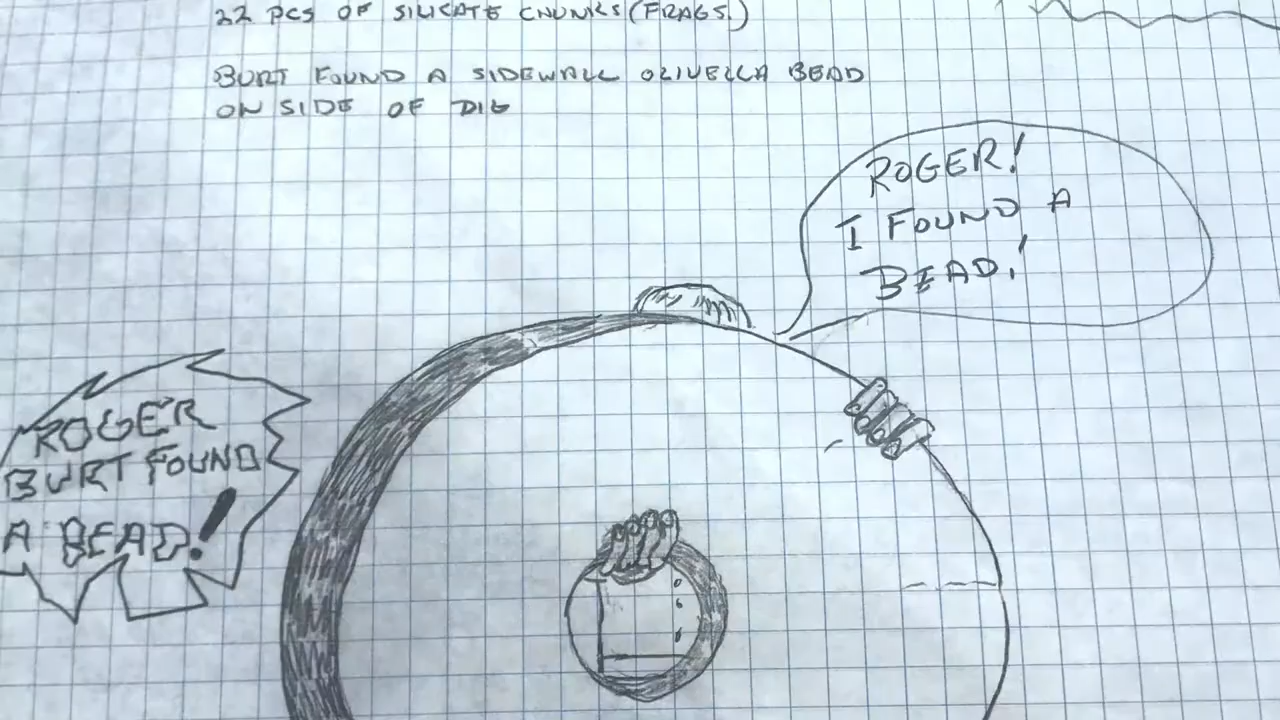 22 PCS OF SILICATE CHUNKS (FRAGS.)
BURT FOUND A SIDEWALL OLIVELLA BEAD
ON SIDE OF DIG
ROGER!
I FOUND A
BEAD!
ROGER
BURT FOUND
A BEAD!